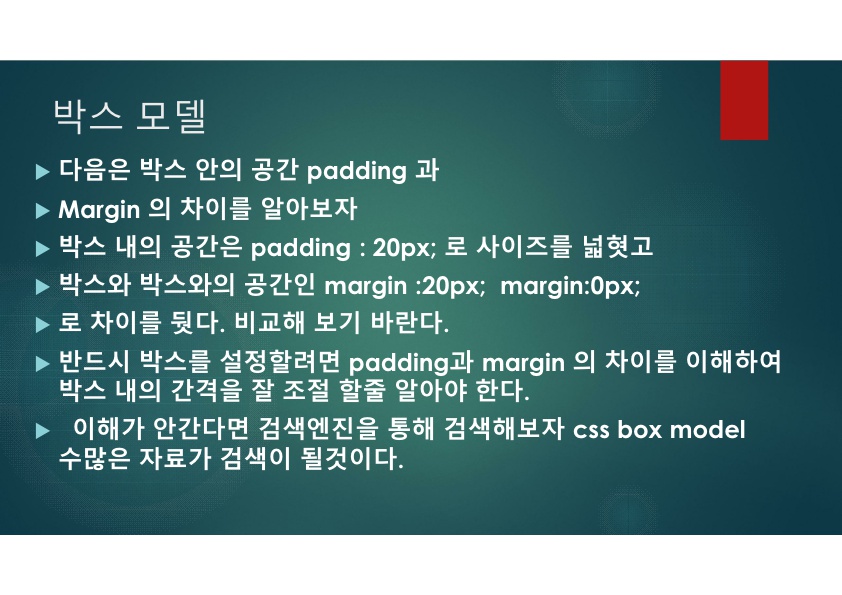 박스 모델
다음은 박스 안의 공간 padding 과
Margin 의 차이를 알아보자
박스 내의 공간은 padding : 20px; 로 사이즈를 넓혓고
박스와 박스와의 공간인 margin :20px;  margin:0px;
로 차이를 뒀다. 비교해 보기 바란다.
반드시 박스를 설정할려면 padding과 margin 의 차이를 이해하여
박스 내의 간격을 잘 조절 할줄 알아야 한다.
이해가 안간다면 검색엔진을 통해 검색해보자 css box model
수많은 자료가 검색이 될것이다.